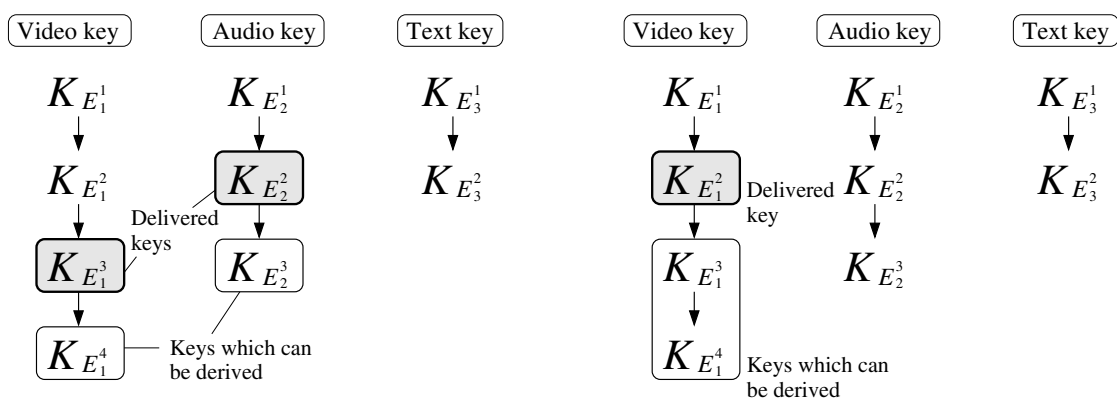 Video key Audio key Text key Video key Audio key Text key
K_{E_1^1} K_{E_2^1} K_{E_3^1} K_{E_1^1} K_{E_2^1} K_{E_3^1}
K_{E_1^2} K_{E_2^2} K_{E_3^2} K_{E_1^2} K_{E_2^2} K_{E_3^2}
Delivered
keys
Delivered
key
K_{E_1^3} K_{E_2^3} K_{E_1^3} K_{E_2^3}
K_{E_1^4} K_{E_1^4}
Keys which can
be derived
Keys which can
be derived